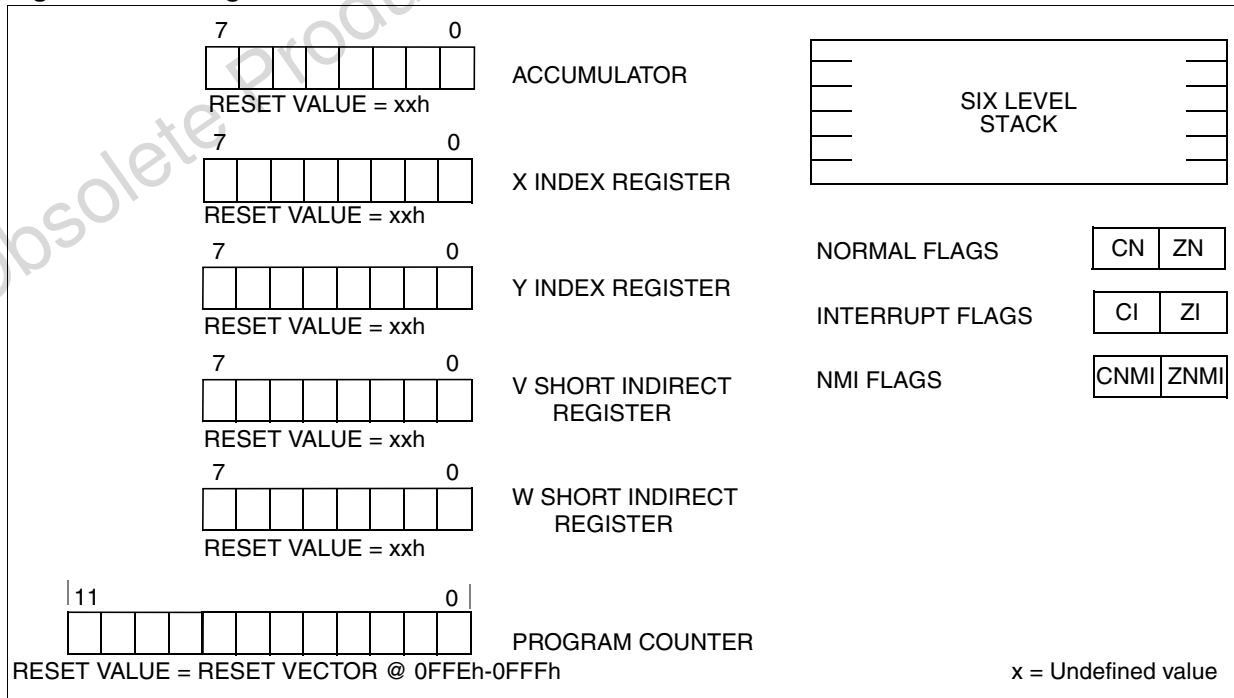 7 0
ACCUMULATOR
RESET VALUE = xxh
7 0
X INDEX REGISTER
RESET VALUE = xxh
7 0
Y INDEX REGISTER
RESET VALUE = xxh
7 0
V SHORT INDIRECT
REGISTER
RESET VALUE = xxh
7 0
W SHORT INDIRECT
REGISTER
RESET VALUE = xxh
11 0
PROGRAM COUNTER
RESET VALUE = RESET VECTOR @ 0FFEh-0FFFh
SIX LEVEL
STACK
NORMAL FLAGS CN ZN
INTERRUPT FLAGS CI ZI
NMI FLAGS CNMI ZNMI
x = Undefined value
Obsolete